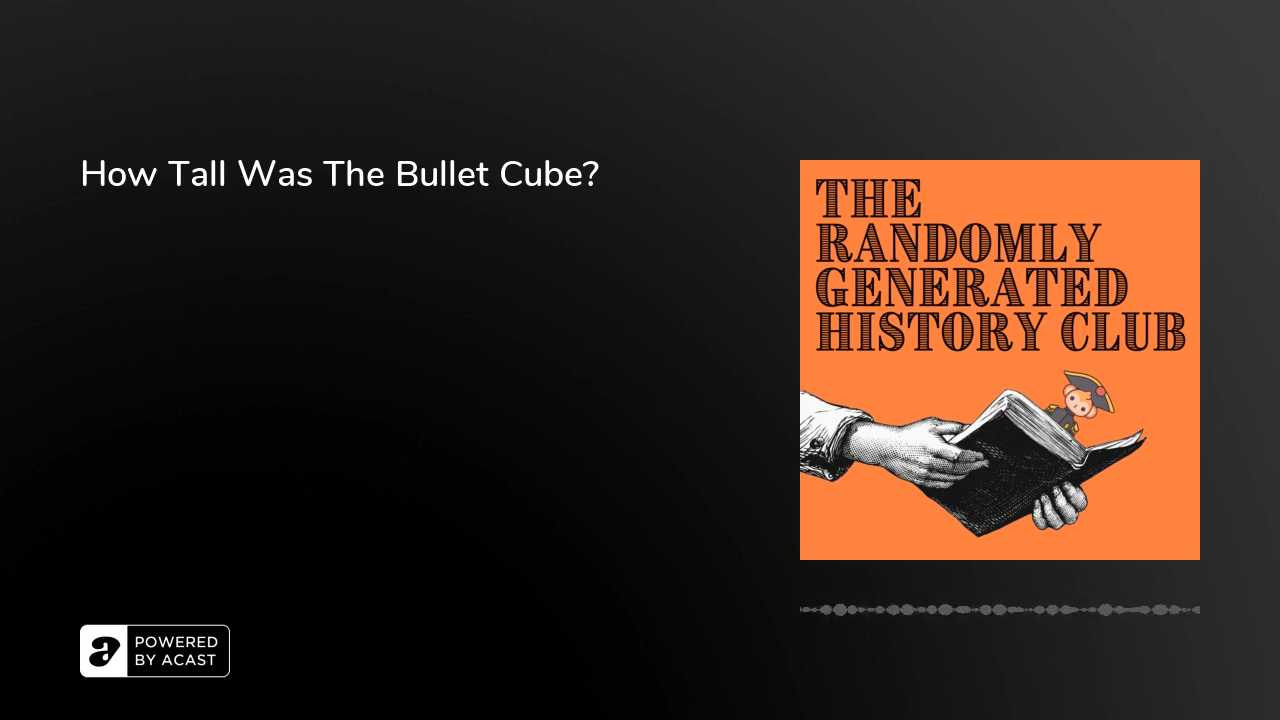 How Tall Was The Bullet Cube?
THE
RANDOMLY
GENERATED
HISTORY CLUB
POWERED
BY ACAST